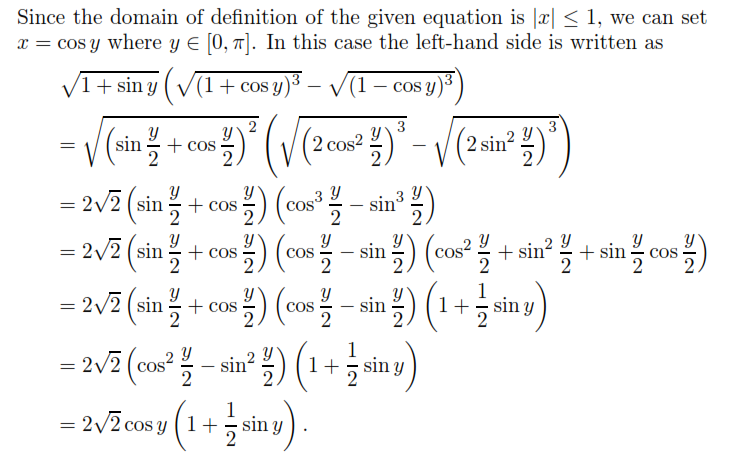 Since the domain of definition of the given equation is |x| ≤ 1, we can set
x = cos y where y ∈ [0, π]. In this case the left-hand side is written as
√(1 + sin y) (√((1 + cos y)³) − √((1 − cos y)³))
= √((sin y/2 + cos y/2)²) (√((2 cos² y/2)³) − √((2 sin² y/2)³))
= 2√2 (sin y/2 + cos y/2) (cos³ y/2 − sin³ y/2)
= 2√2 (sin y/2 + cos y/2) (cos y/2 − sin y/2) (cos² y/2 + sin² y/2 + sin y/2 cos y/2)
= 2√2 (sin y/2 + cos y/2) (cos y/2 − sin y/2) (1 + 1/2 sin y)
= 2√2 (cos² y/2 − sin² y/2) (1 + 1/2 sin y)
= 2√2 cos y (1 + 1/2 sin y).